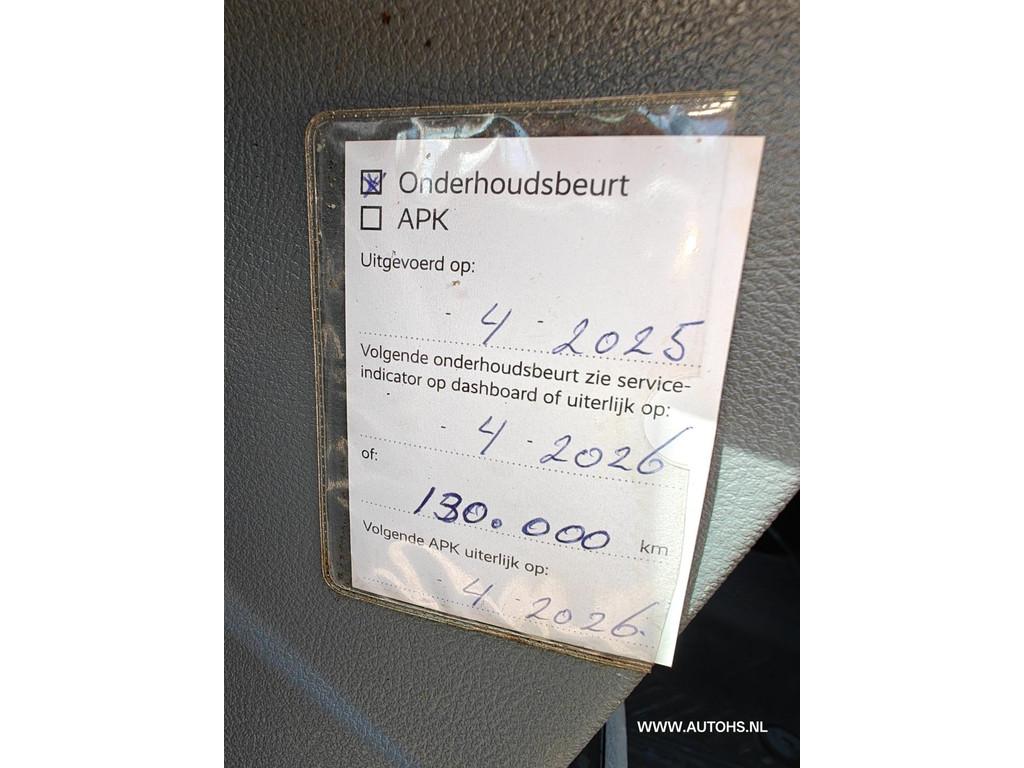 Onderhoudsbeurt
APK
Uitgevoerd op:
- 4 - 2025
Volgende onderhoudsbeurt zie service-
indicator op dashboard of uiterlijk op:
- 4 - 2026
of:
130.000 km
Volgende APK uiterlijk op:
- 4 - 2026.
WWW.AUTOHS.NL